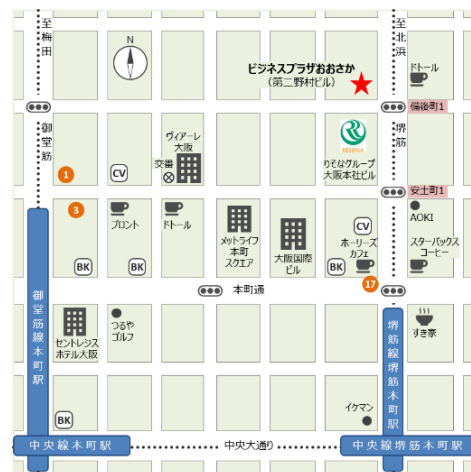 至梅田
至北浜
N
ビジネスプラザおおさか
(第二野村ビル)
ドトール
備後町1
御堂筋
堺筋
ヴィアーレ
大阪
交番
CV
1
RESONA
りそなグループ
大阪本社ビル
安土町1
3
プロント
ドトール
メットライフ
本町
スクエア
大阪国際
ビル
CV
ホーリーズ
カフェ
AOKI
スターバックス
コーヒー
BK
BK
BK
17
本町通
御堂筋線本町駅
セントレジス
ホテル大阪
つるや
ゴルフ
堺筋線堺筋本町駅
すき家
イケマン
BK
中央線本町駅
中央大通り
中央線堺筋本町駅